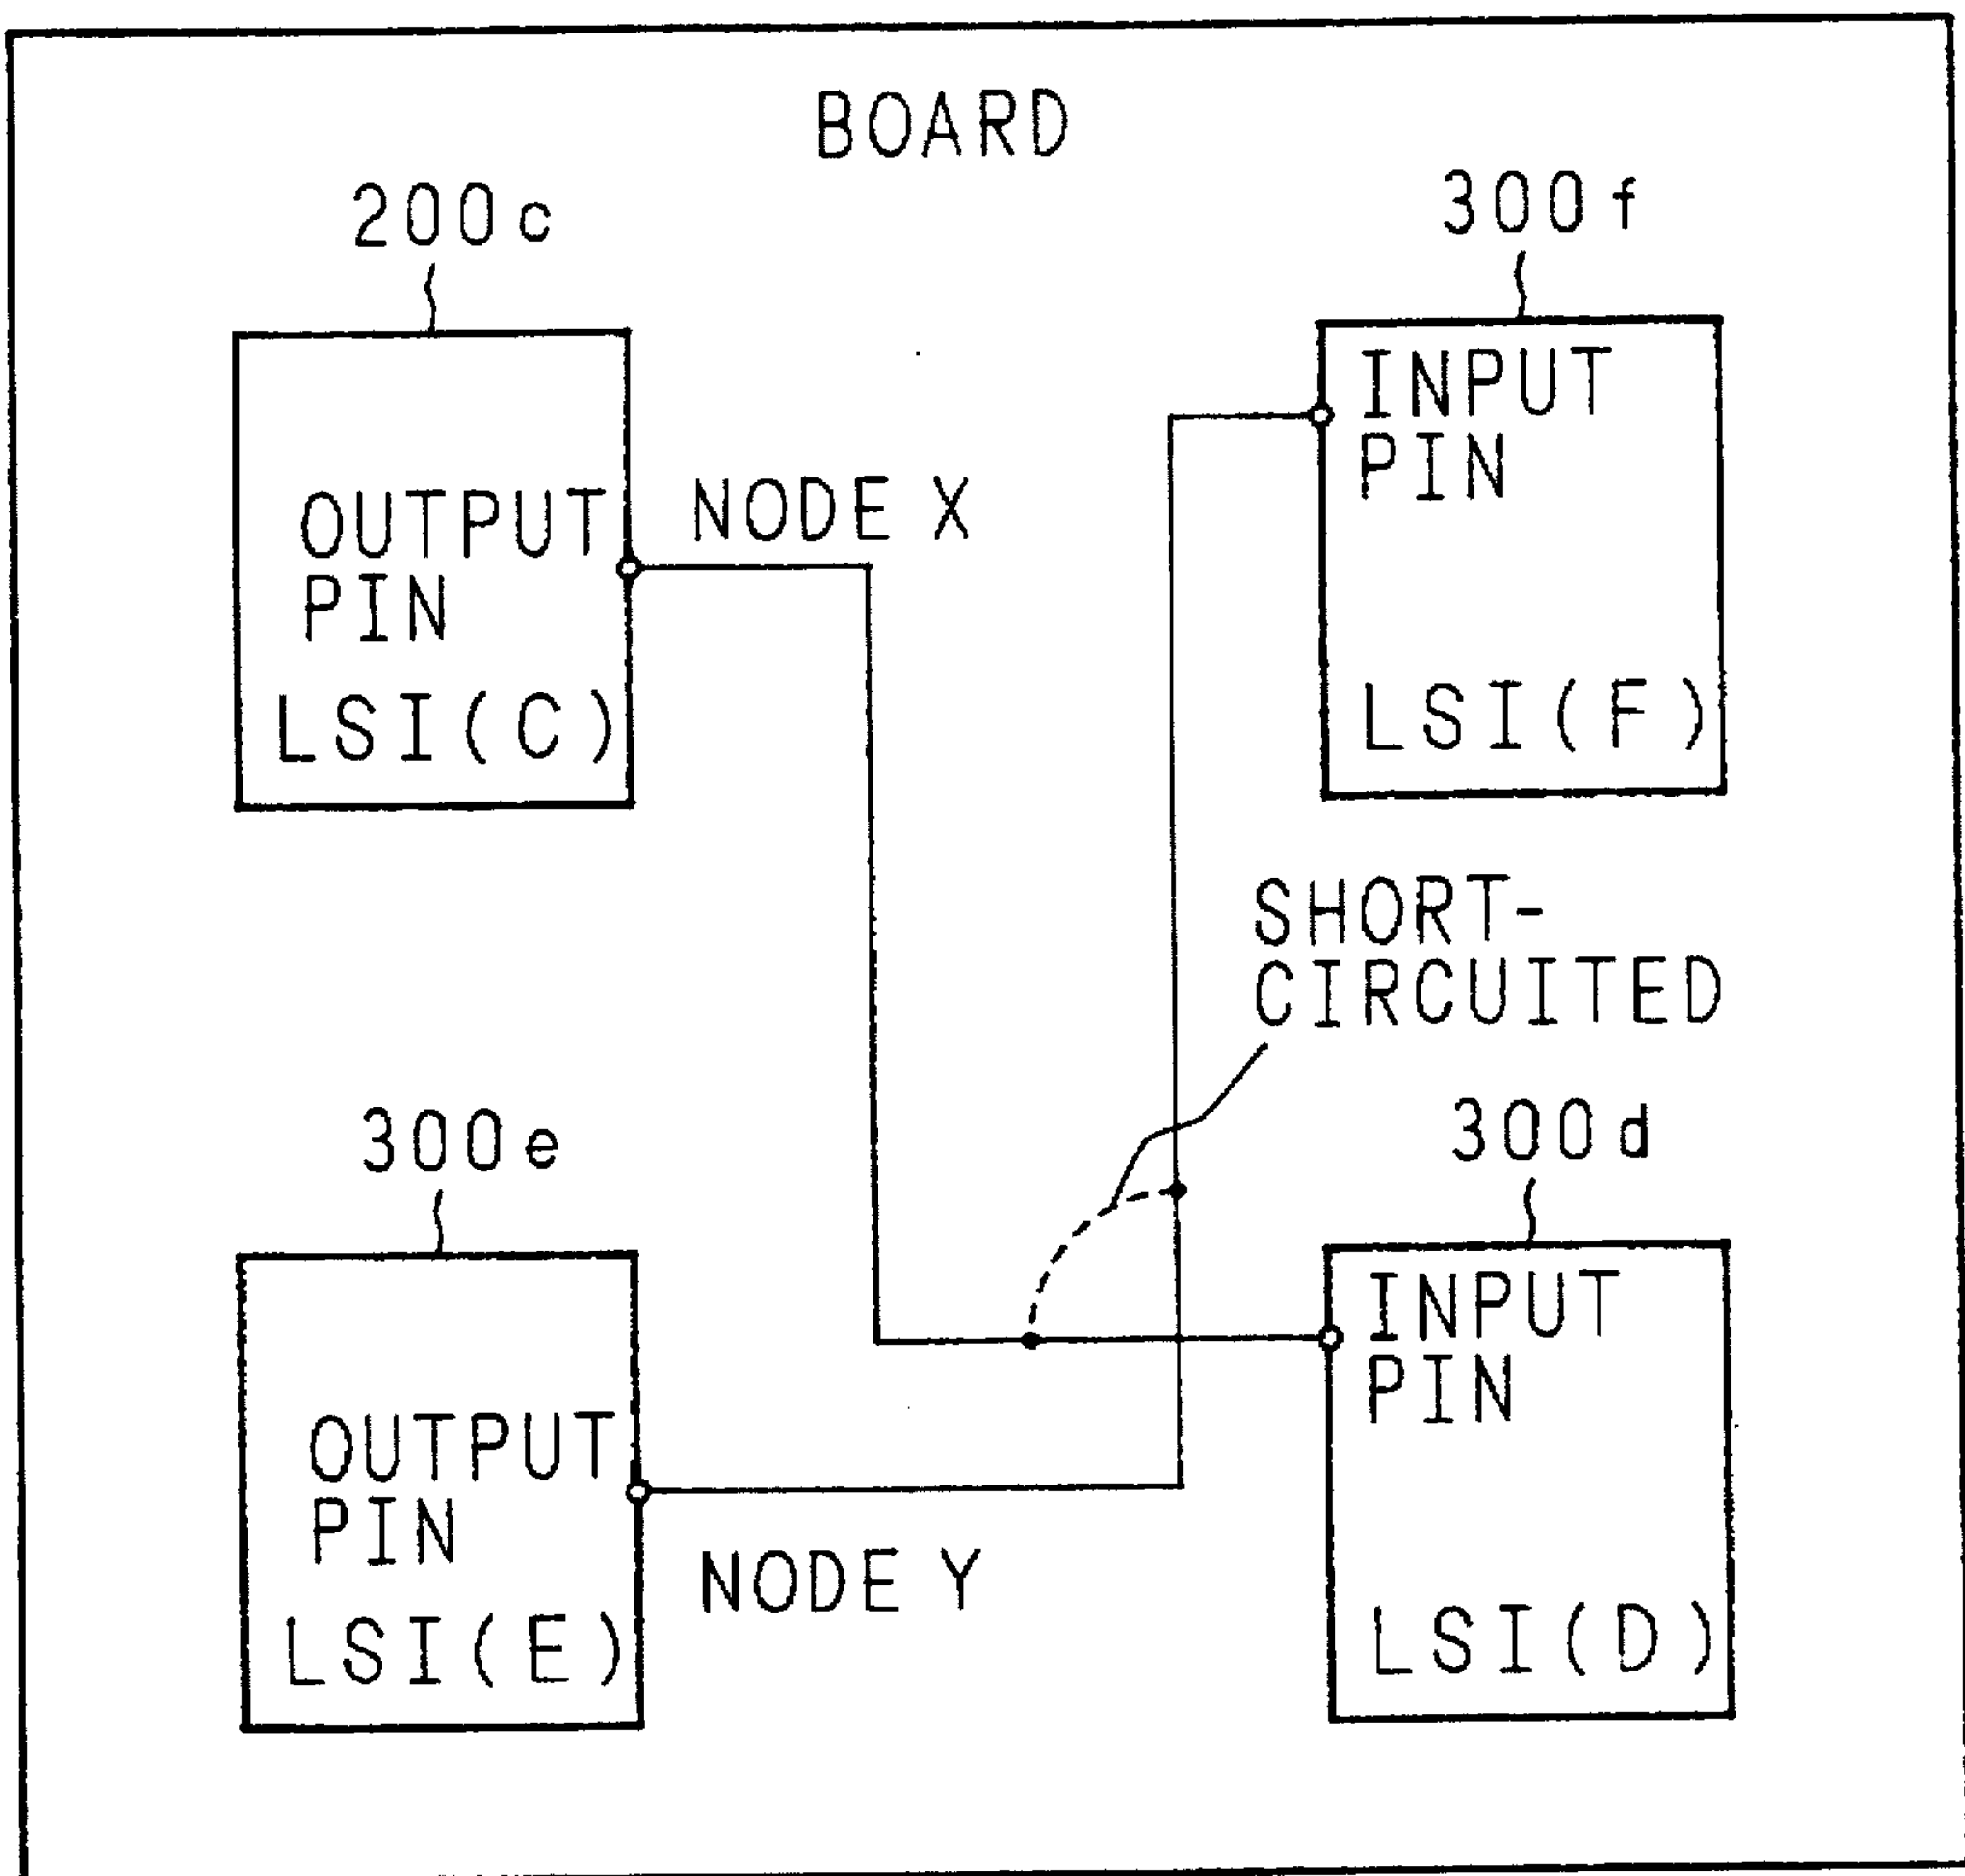 BOARD
200c
300f
INPUT
PIN
OUTPUT
PIN
NODE X
LSI(C)
LSI(F)
SHORT-
CIRCUITED
300e
300d
INPUT
PIN
OUTPUT
PIN
NODE Y
LSI(E)
LSI(D)